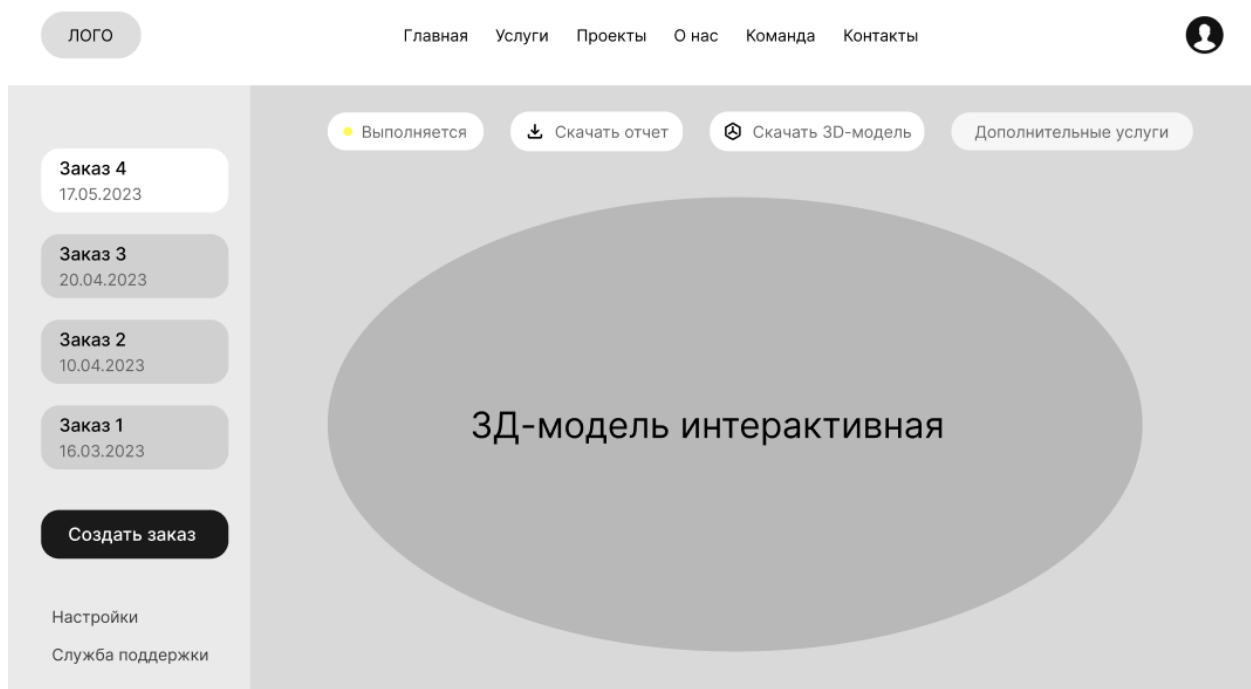 ЛОГО
Главная Услуги Проекты О нас Команда Контакты
Выполняется Скачать отчет Скачать 3D-модель Дополнительные услуги
Заказ 4
17.05.2023
Заказ 3
20.04.2023
Заказ 2
10.04.2023
Заказ 1
16.03.2023
3Д-модель интерактивная
Создать заказ
Настройки
Служба поддержки